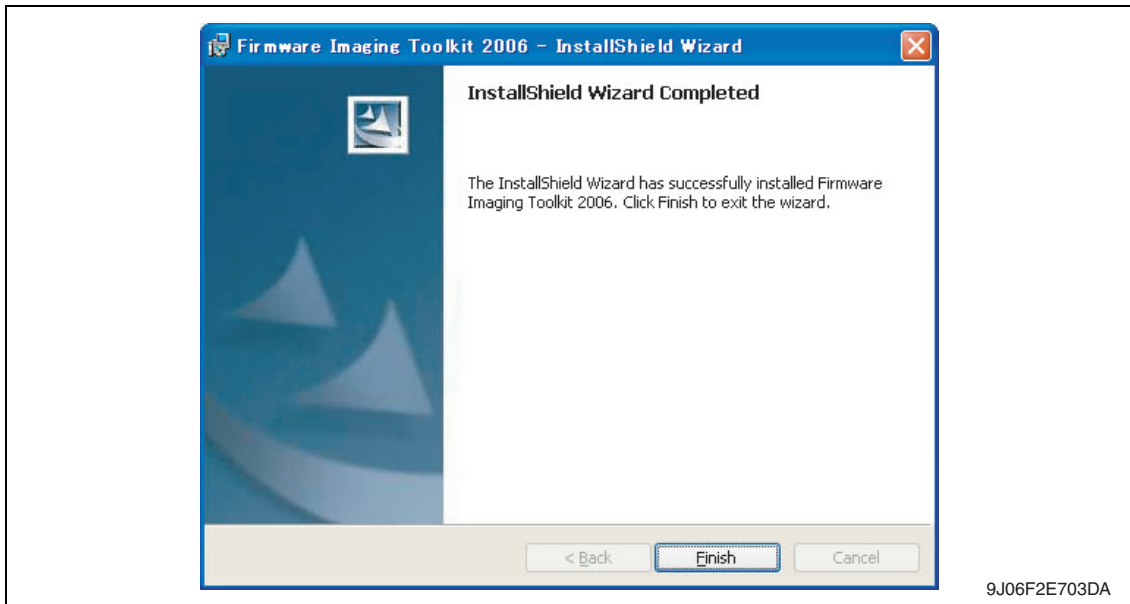 Firmware Imaging Toolkit 2006 - InstallShield Wizard
InstallShield Wizard Completed
The InstallShield Wizard has successfully installed Firmware
Imaging Toolkit 2006. Click Finish to exit the wizard.
< Back Finish Cancel
9J06F2E703DA